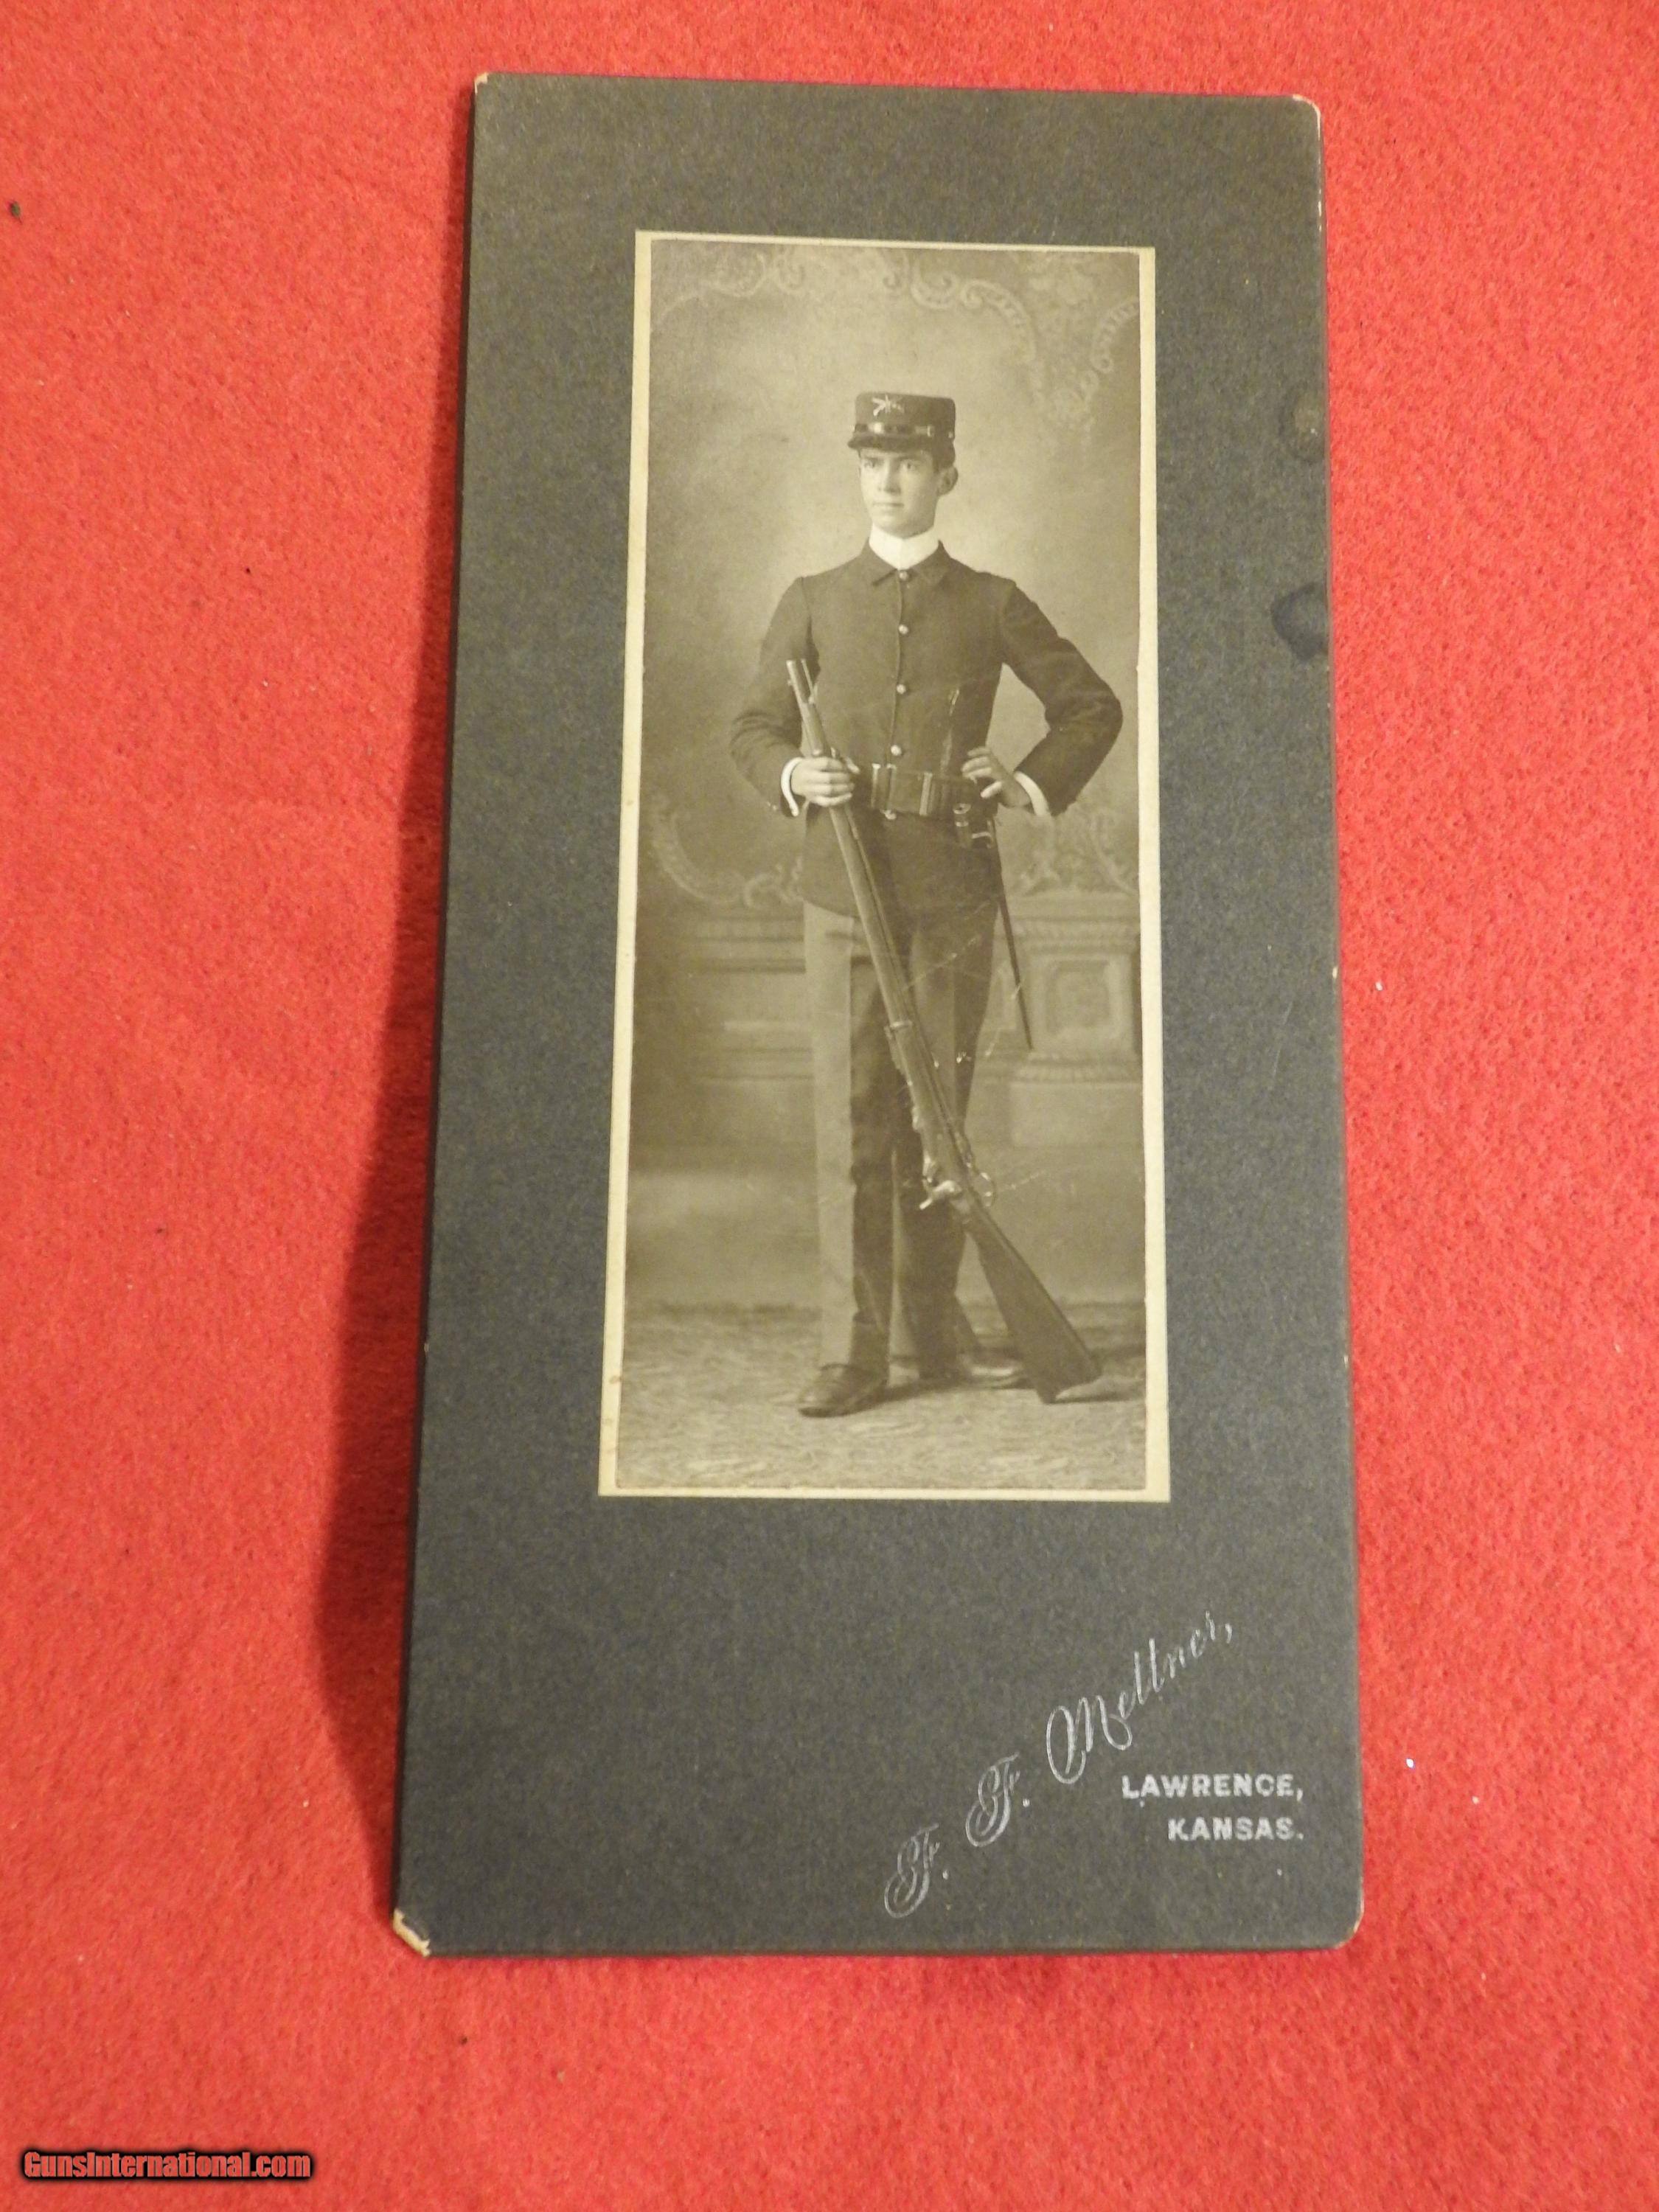 F. F. Mettner,
LAWRENCE,
KANSAS.
GunsInternational.com